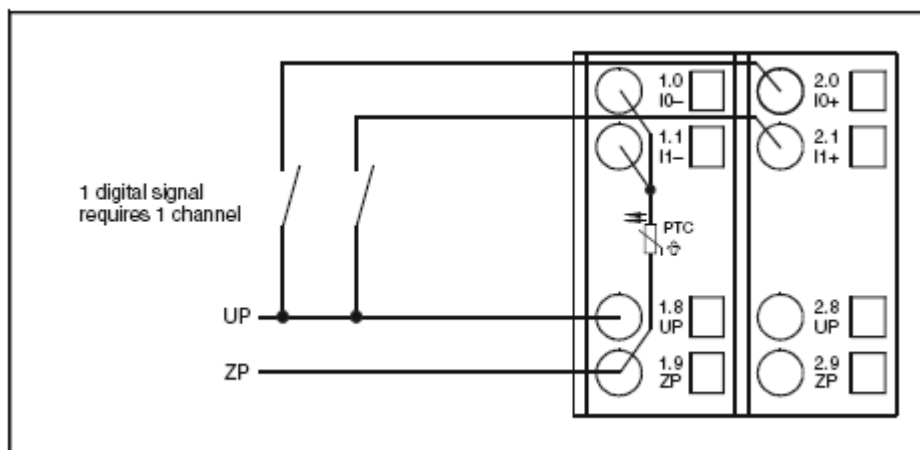 1.0
I0–
2.0
I0+
1.1
I1–
2.1
I1+
1 digital signal
requires 1 channel
PTC
UP
1.8
UP
2.8
UP
ZP
1.9
ZP
2.9
ZP